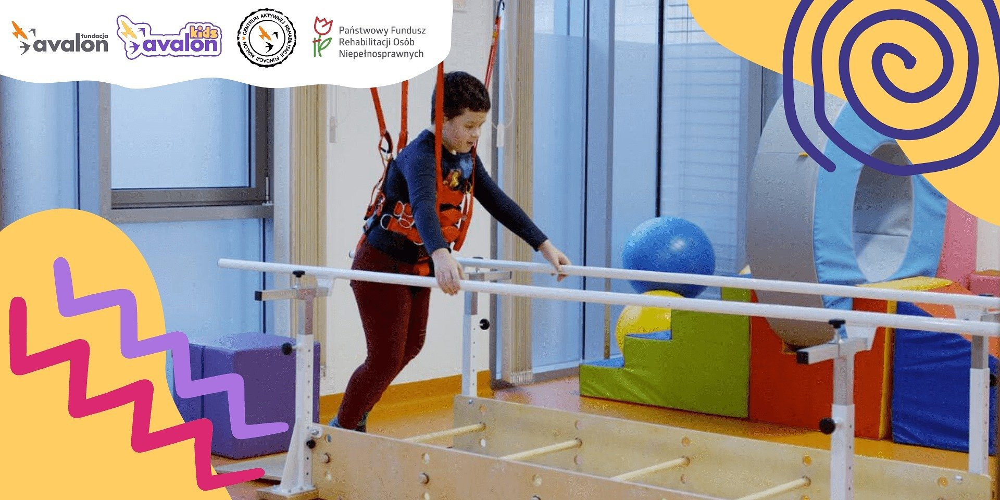 fundacja
avalon
kids
avalon
CENTRUM AKTYWNEJ REHABILITACJI FUNDACJI AVALON
Państwowy Fundusz
Rehabilitacji Osób
Niepełnosprawnych